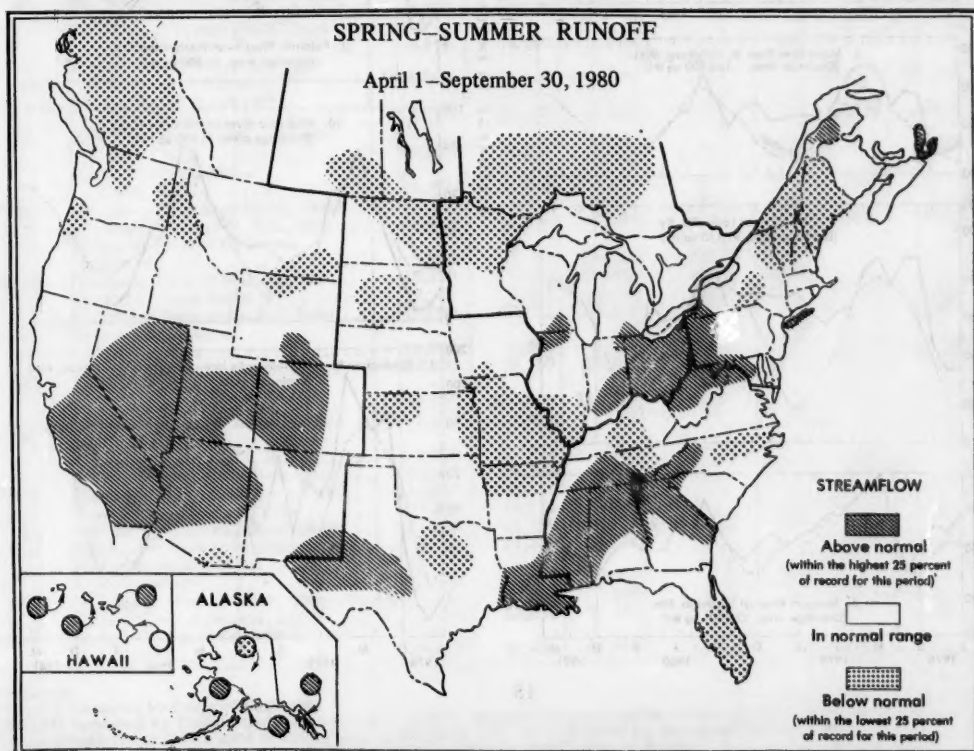 SPRING–SUMMER RUNOFF
April 1–September 30, 1980
STREAMFLOW
Above normal
(within the highest 25 percent
of record for this period)
In normal range
Below normal
(within the lowest 25 percent
of record for this period)
ALASKA
HAWAII